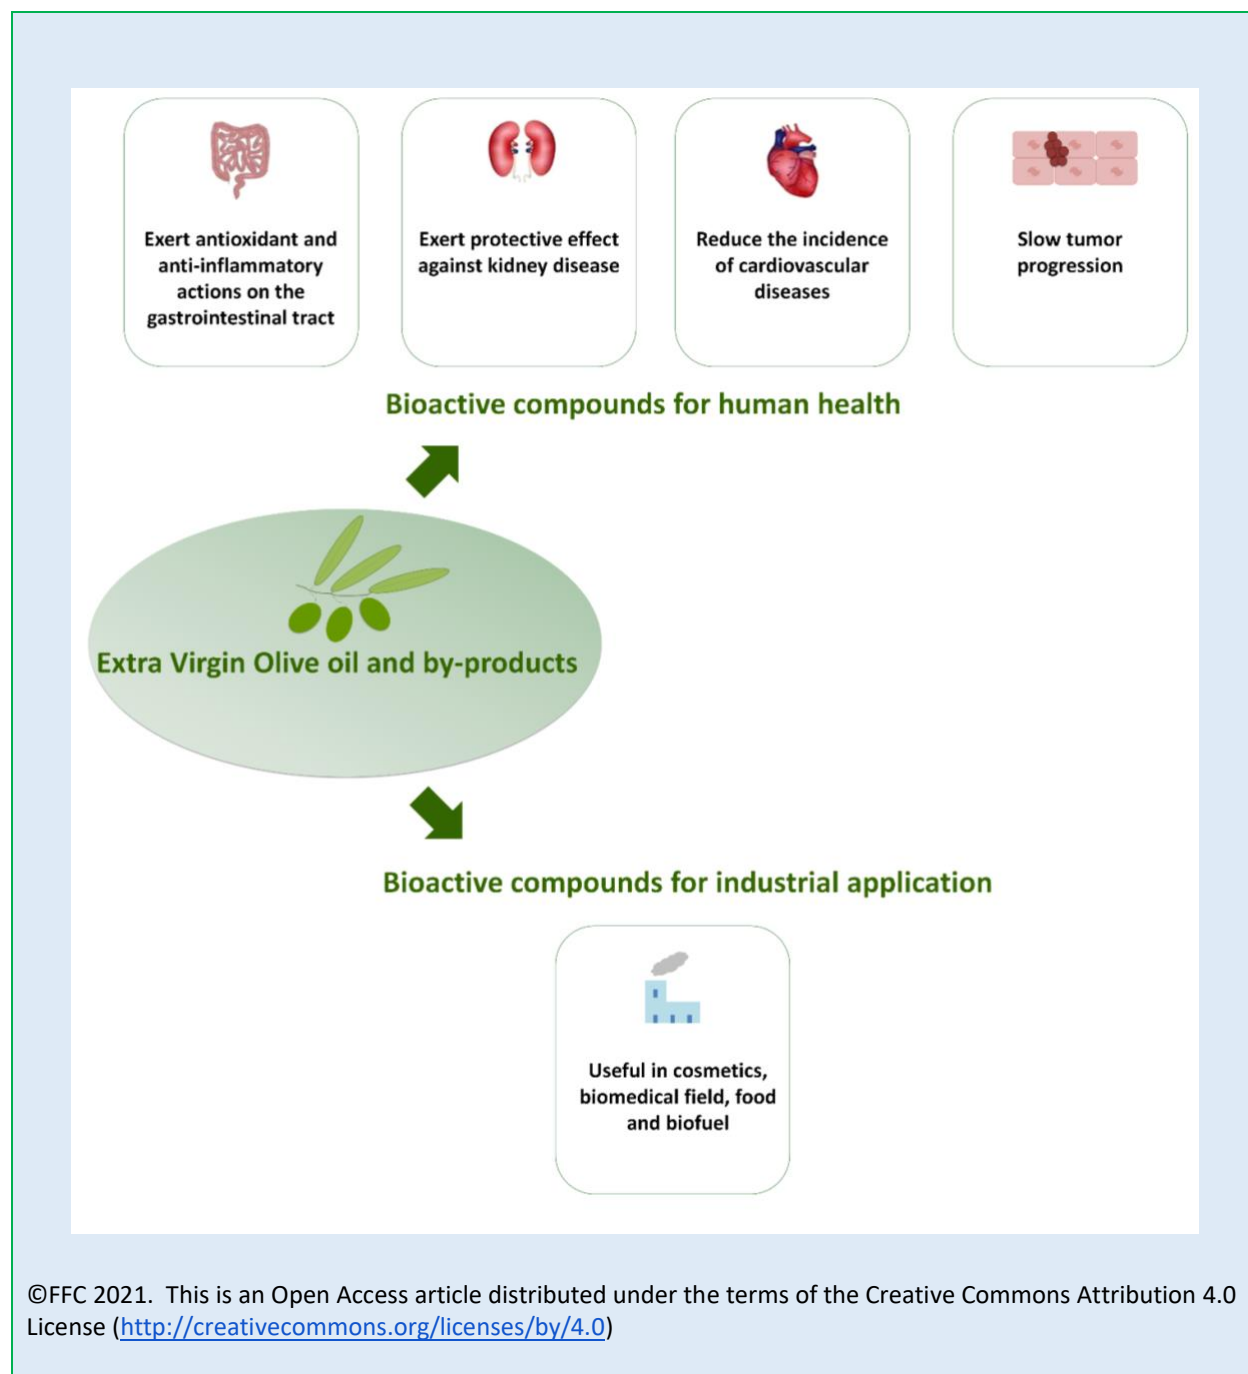 Exert antioxidant and
anti-inflammatory
actions on the
gastrointestinal tract
Exert protective effect
against kidney disease
Reduce the incidence
of cardiovascular
diseases
Slow tumor
progression
Bioactive compounds for human health
Extra Virgin Olive oil and by-products
Bioactive compounds for industrial application
Useful in cosmetics,
biomedical field, food
and biofuel
©FFC 2021.  This is an Open Access article distributed under the terms of the Creative Commons Attribution 4.0
License (http://creativecommons.org/licenses/by/4.0)